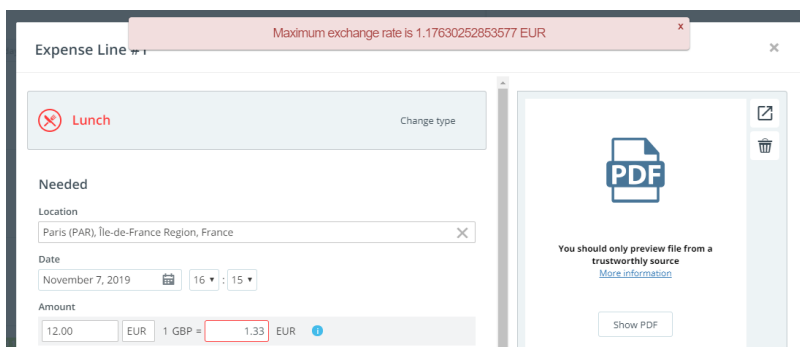 Maximum exchange rate is 1.17630252853577 EUR
x
Expense Line #1
×
Lunch
Change type
Needed
Location
Paris (PAR), Île-de-France Region, France
Date
November 7, 2019 16 : 15
Amount
12.00 EUR 1 GBP = 1.33 EUR i
PDF
You should only preview file from a
trustworthly source
More information
Show PDF